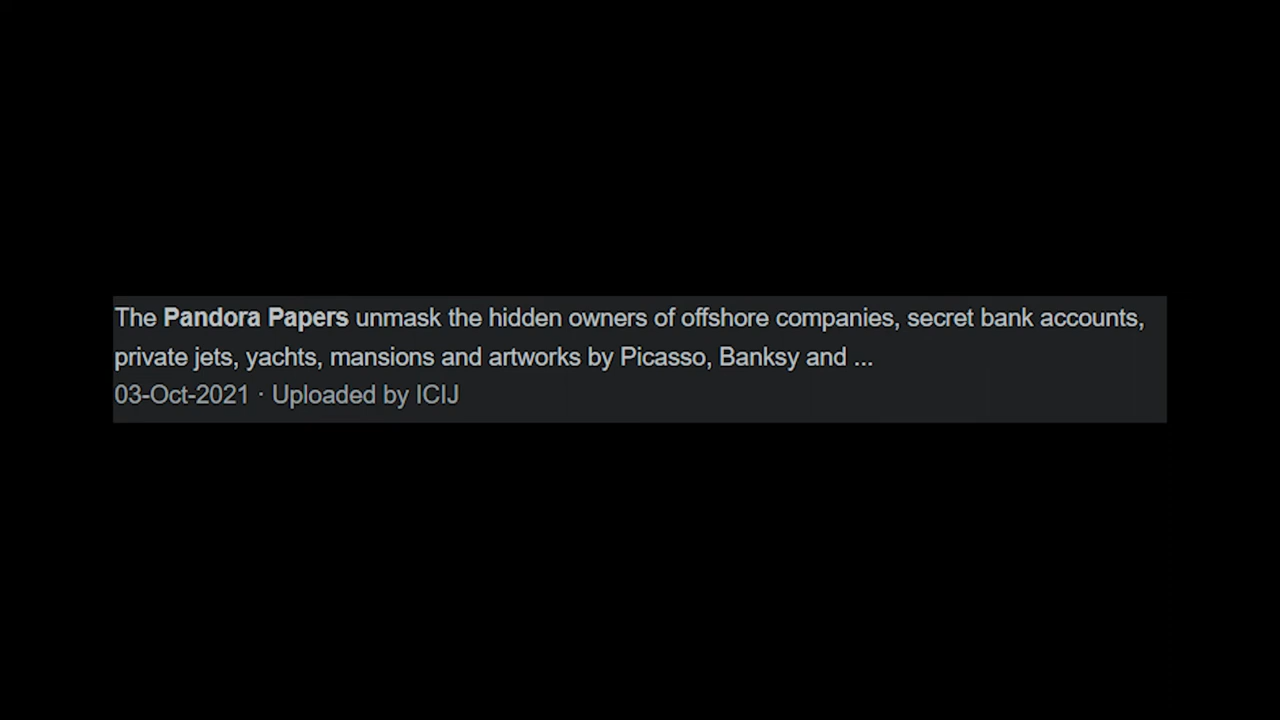 The Pandora Papers unmask the hidden owners of offshore companies, secret bank accounts,
private jets, yachts, mansions and artworks by Picasso, Banksy and ...
03-Oct-2021 · Uploaded by ICIJ